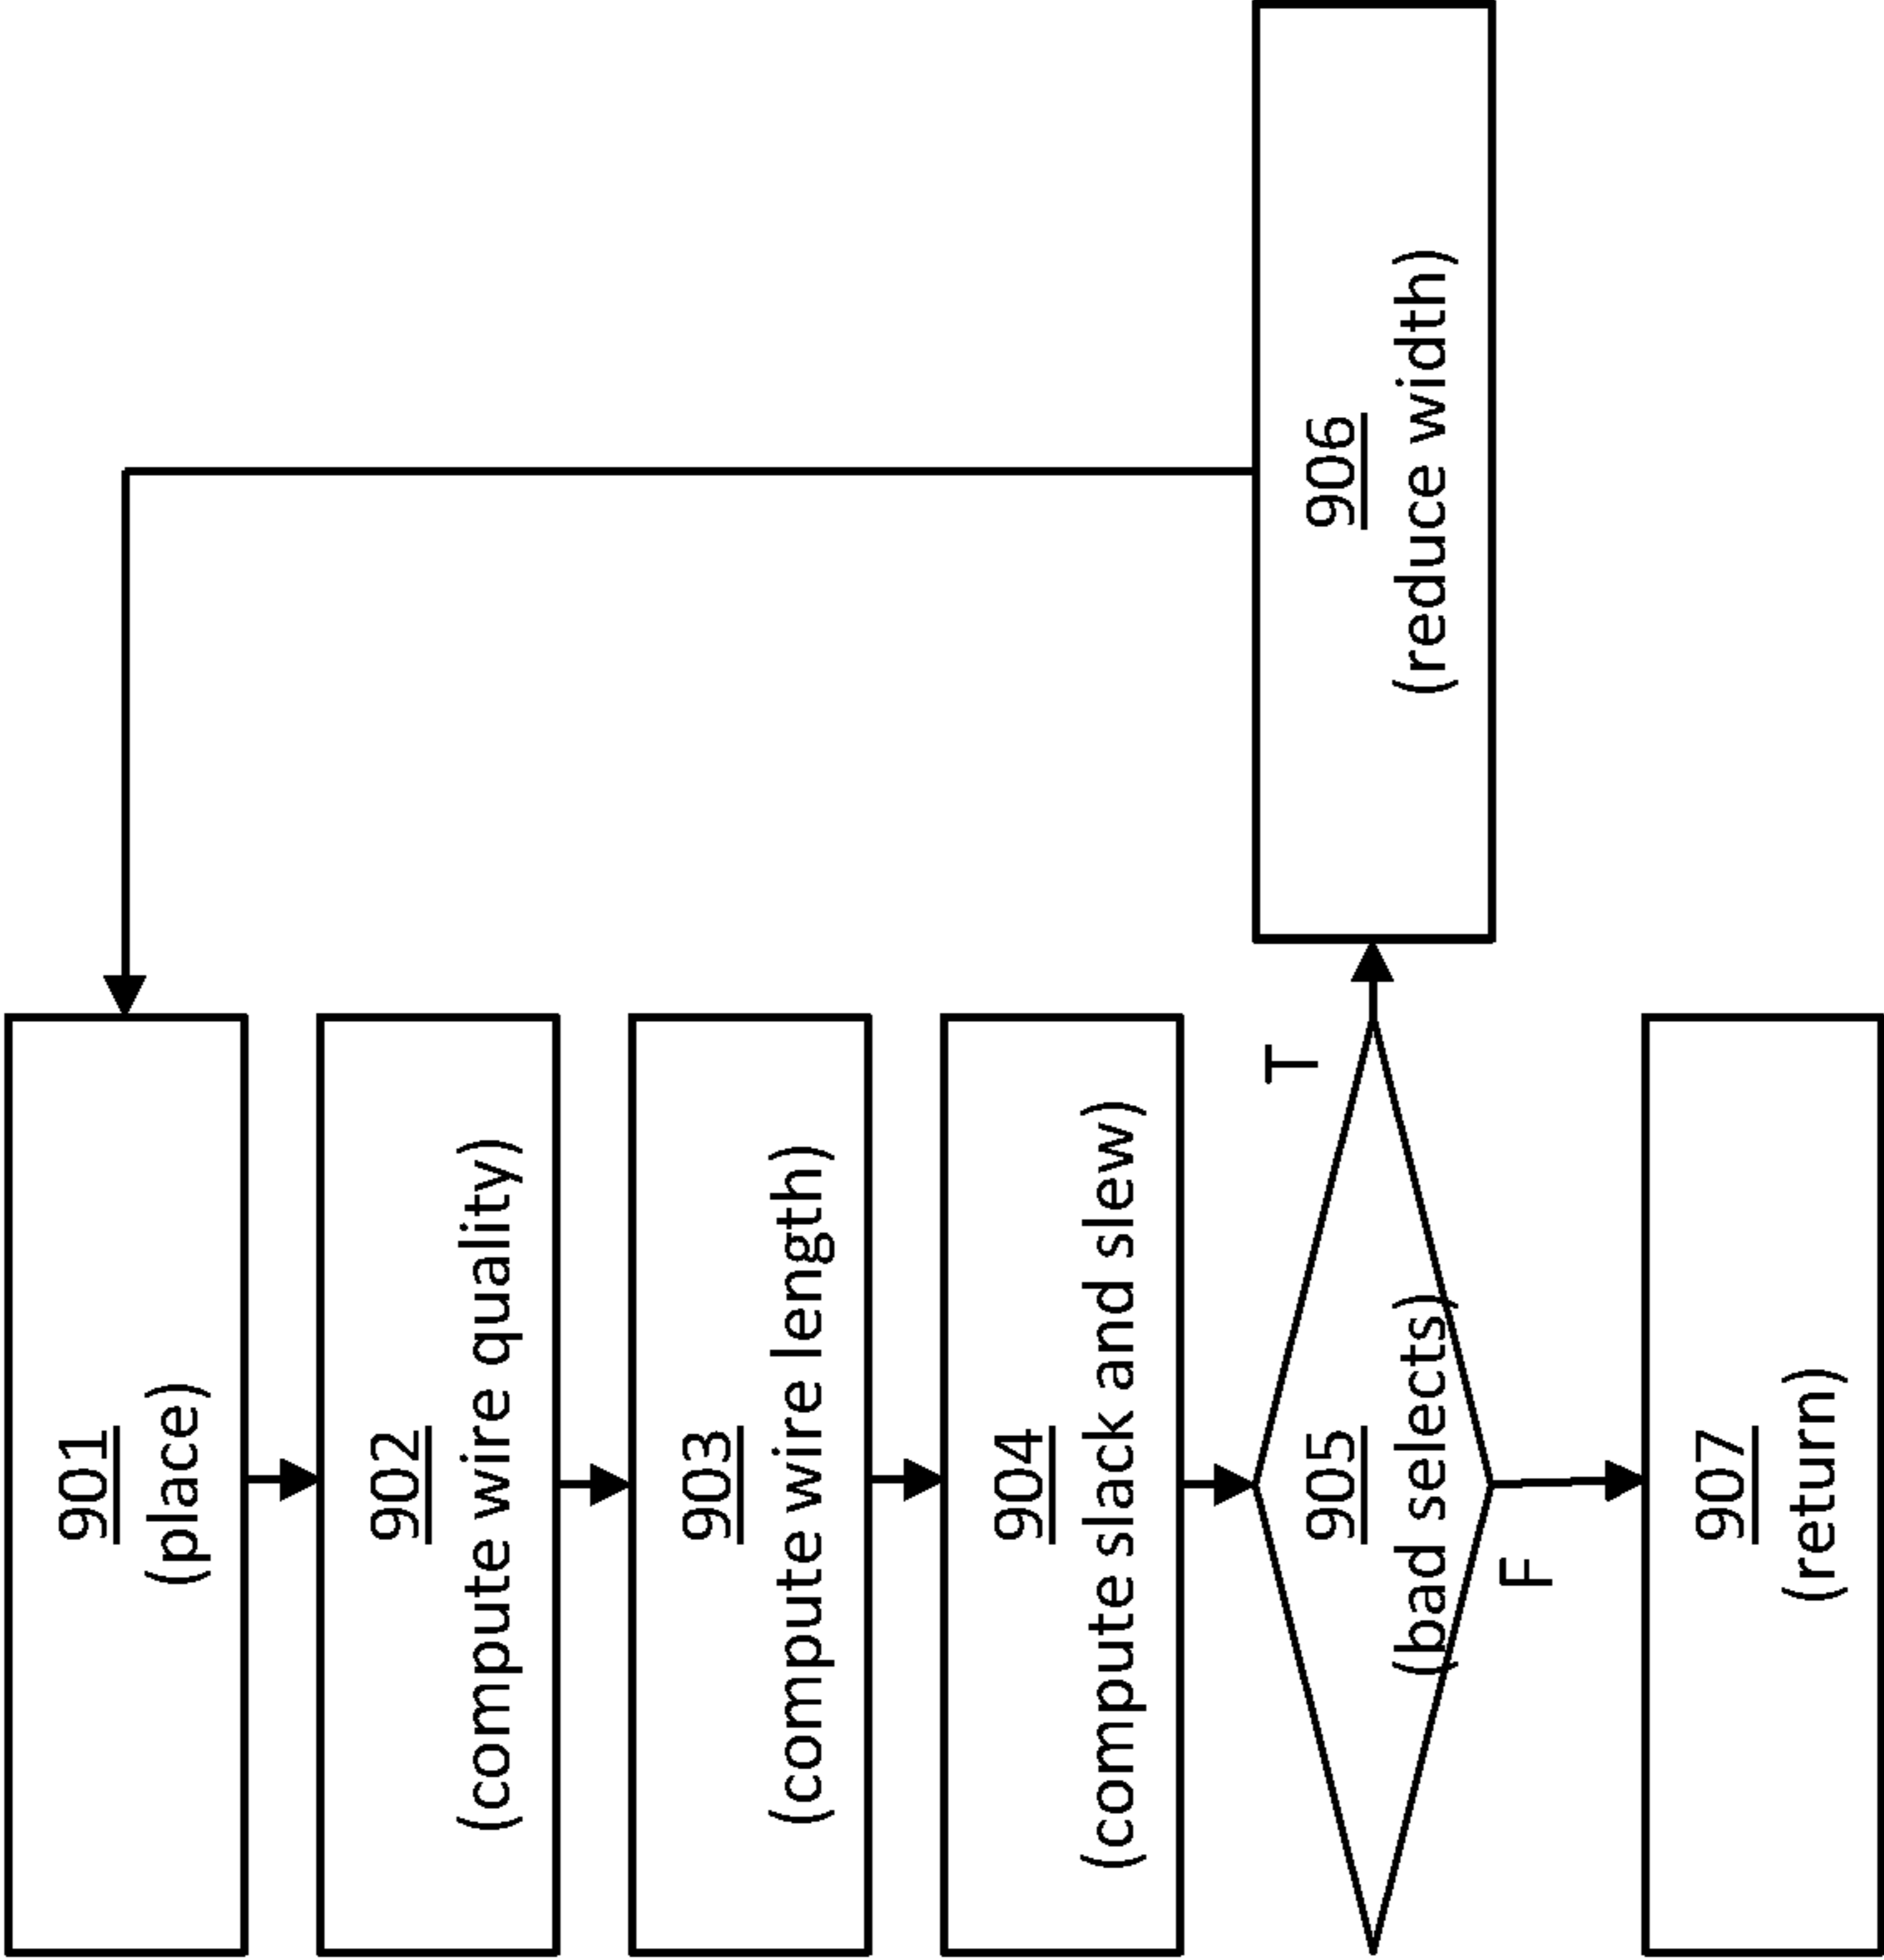 901
(place)
902
(compute wire quality)
903
(compute wire length)
904
(compute slack and slew)
905
(bad selects)
T
F
906
(reduce width)
907
(return)